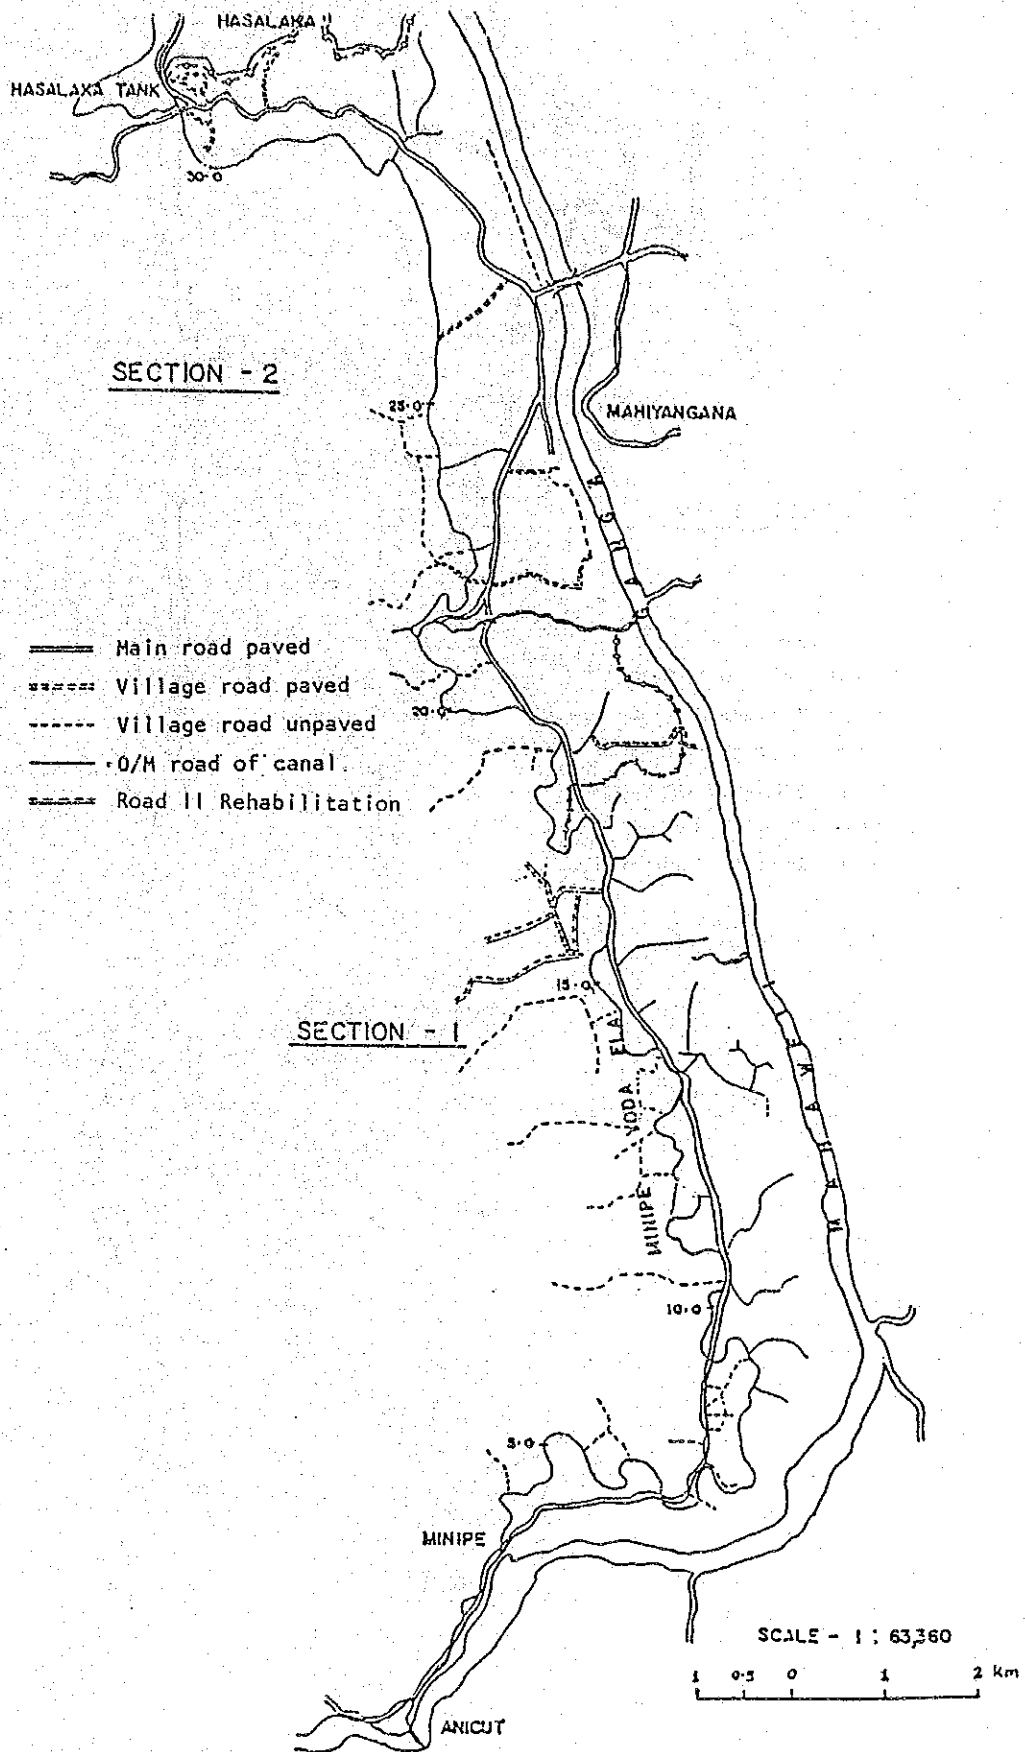 HASALAKA
HASALAKA TANK
30·0
SECTION - 2
25·0
MAHIYANGANA
Main road paved
Village road paved
Village road unpaved
O/M road of canal.
Road II Rehabilitation
20·0
15·0
SECTION - 1
MINIPE YODA ELA
MAHAWELI GANGA
10·0
5·0
MINIPE
SCALE - 1 : 63,360
1 0·5 0 1 2 km
ANICUT